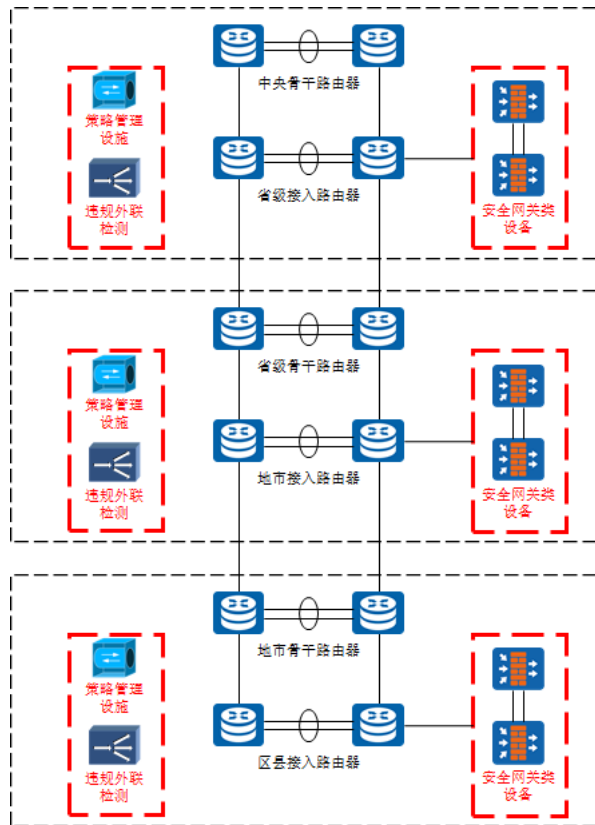 中央骨干路由器
策略管理
设施
省级接入路由器
违规外联
检测
安全网关类
设备
省级骨干路由器
策略管理
设施
地市接入路由器
违规外联
检测
安全网关类
设备
地市骨干路由器
策略管理
设施
区县接入路由器
违规外联
检测
安全网关类
设备